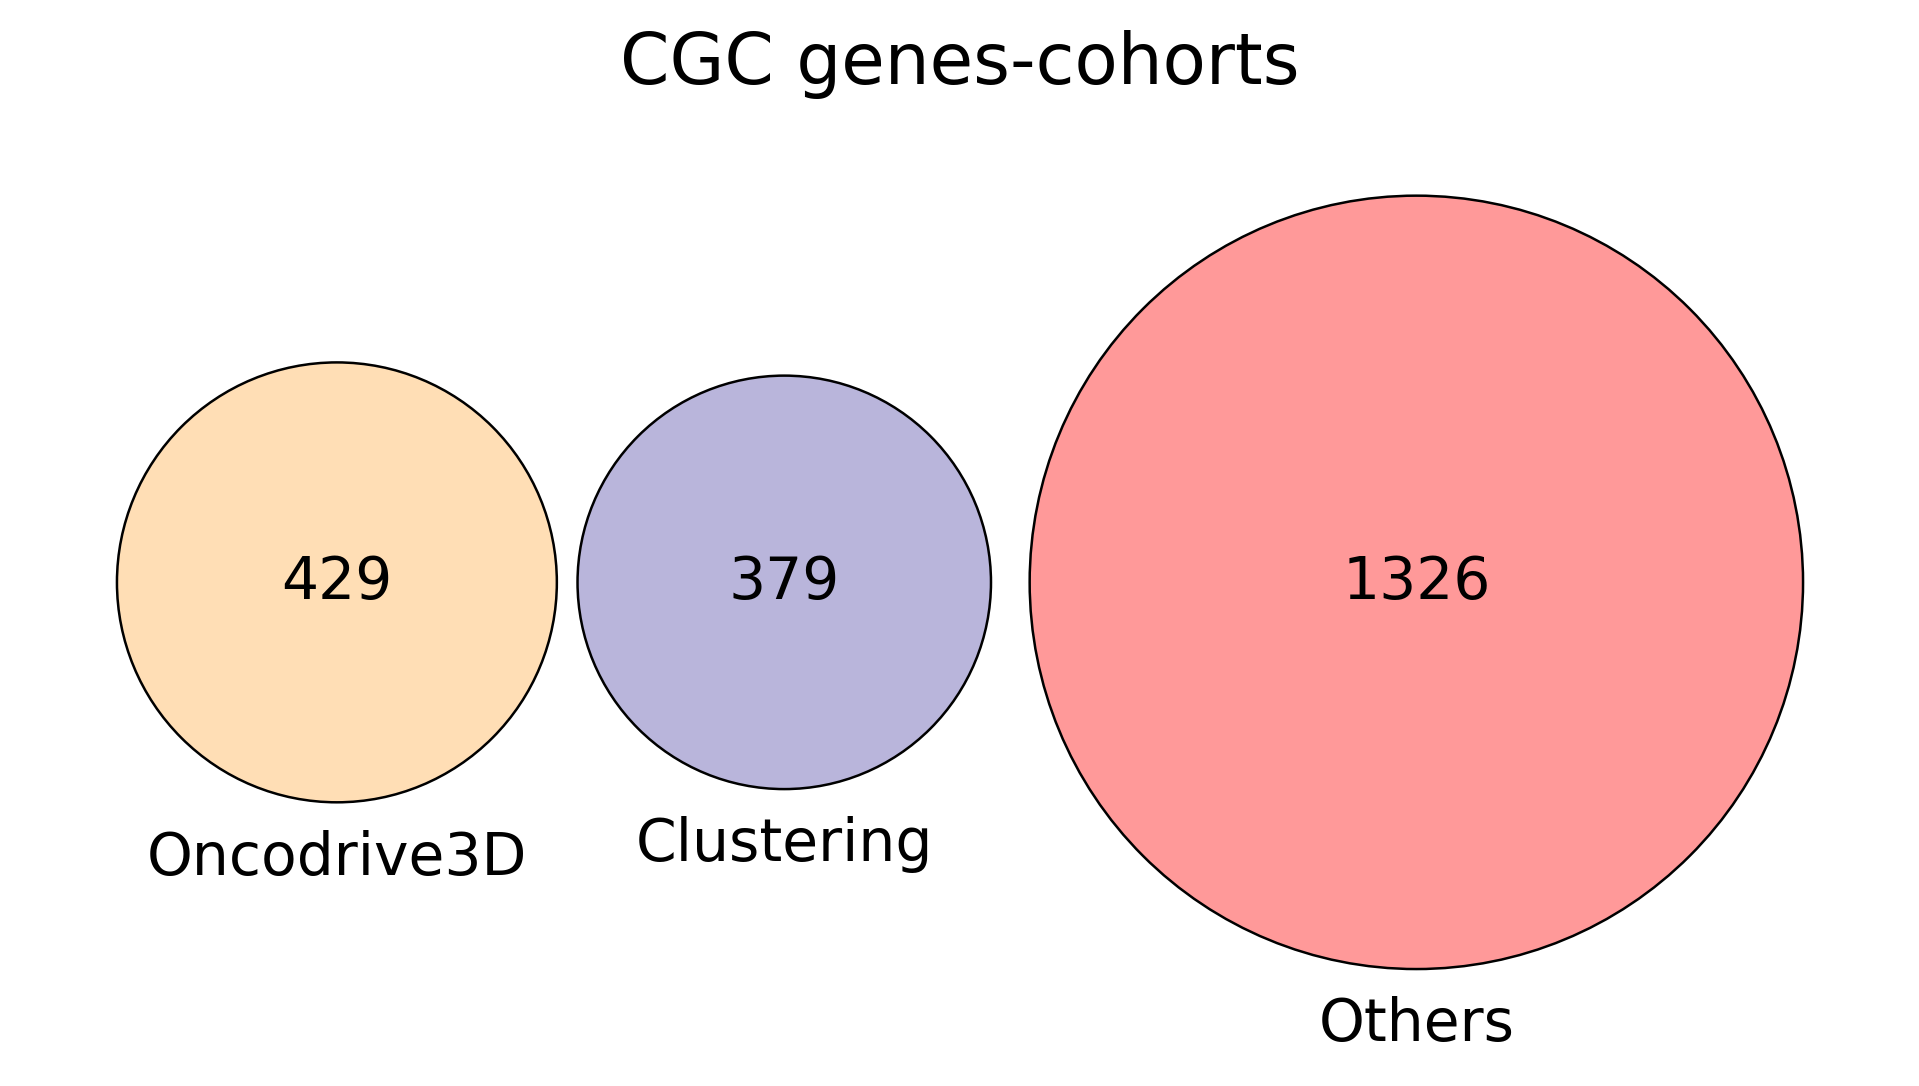 CGC genes-cohorts
429
379
1326
Oncodrive3D
Clustering
Others